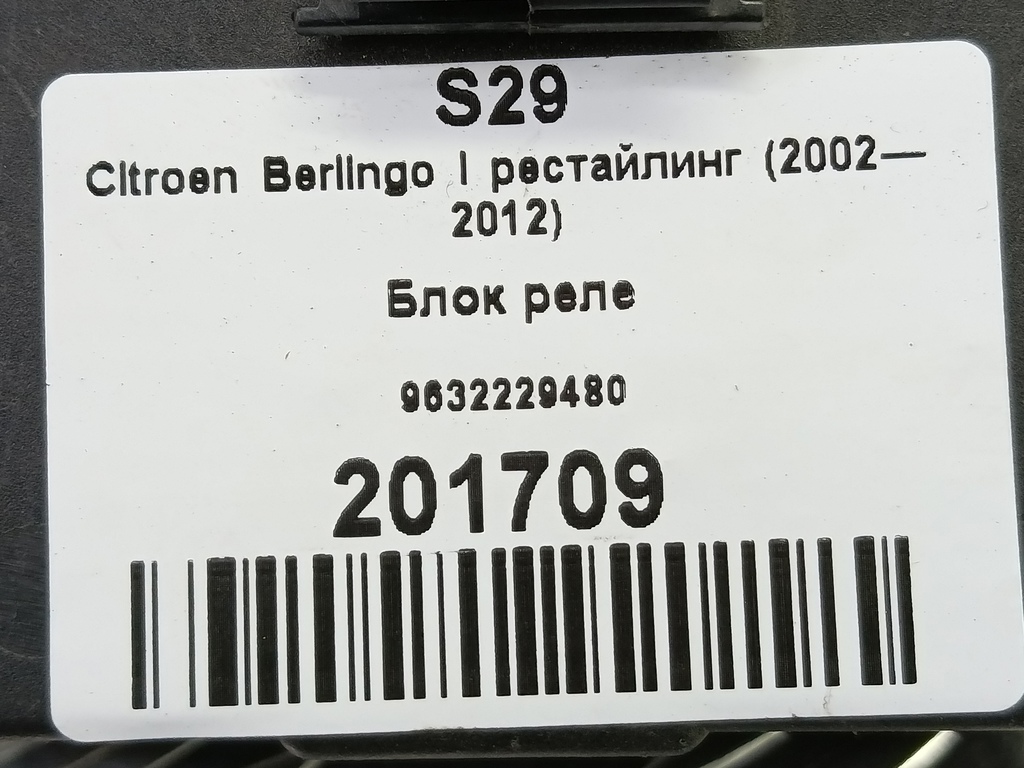 S29
Citroen Berlingo I рестайлинг (2002—
2012)
Блок реле
9632229480
201709